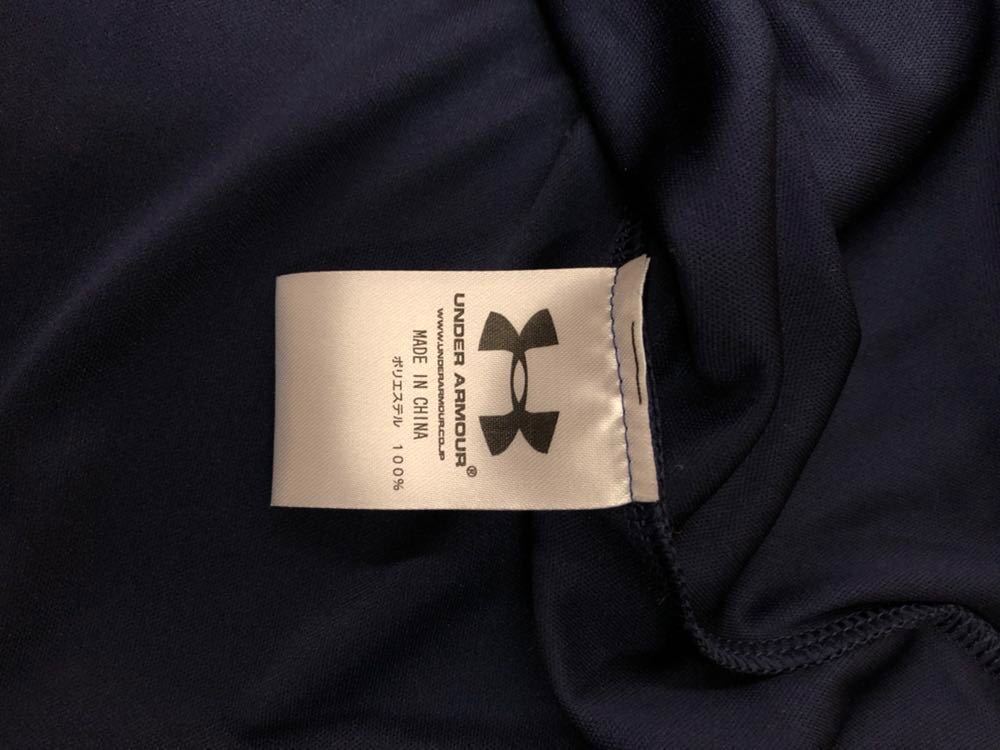 UNDER ARMOUR®
WWW.UNDERARMOUR.CO.JP
MADE IN CHINA
ポリエステル 100%